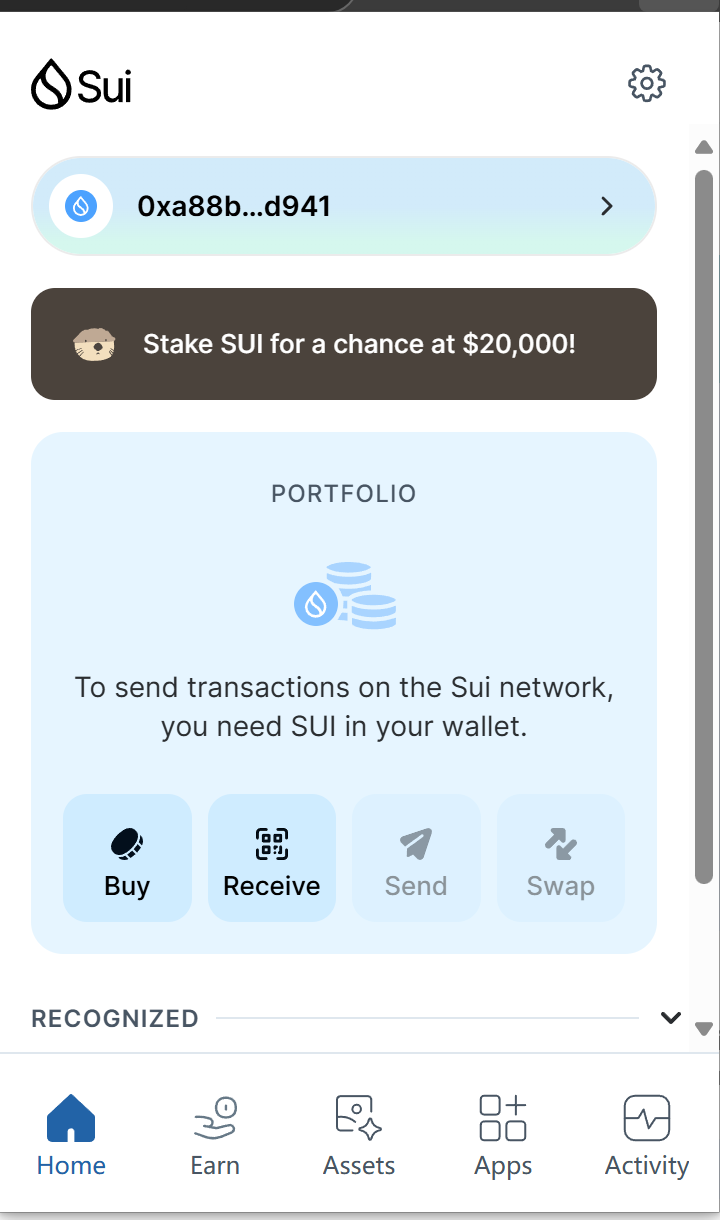 Sui
0xa88b...d941
Stake SUI for a chance at $20,000!
PORTFOLIO
To send transactions on the Sui network,
you need SUI in your wallet.
Buy
Receive
Send
Swap
RECOGNIZED
Home
Earn
Assets
Apps
Activity